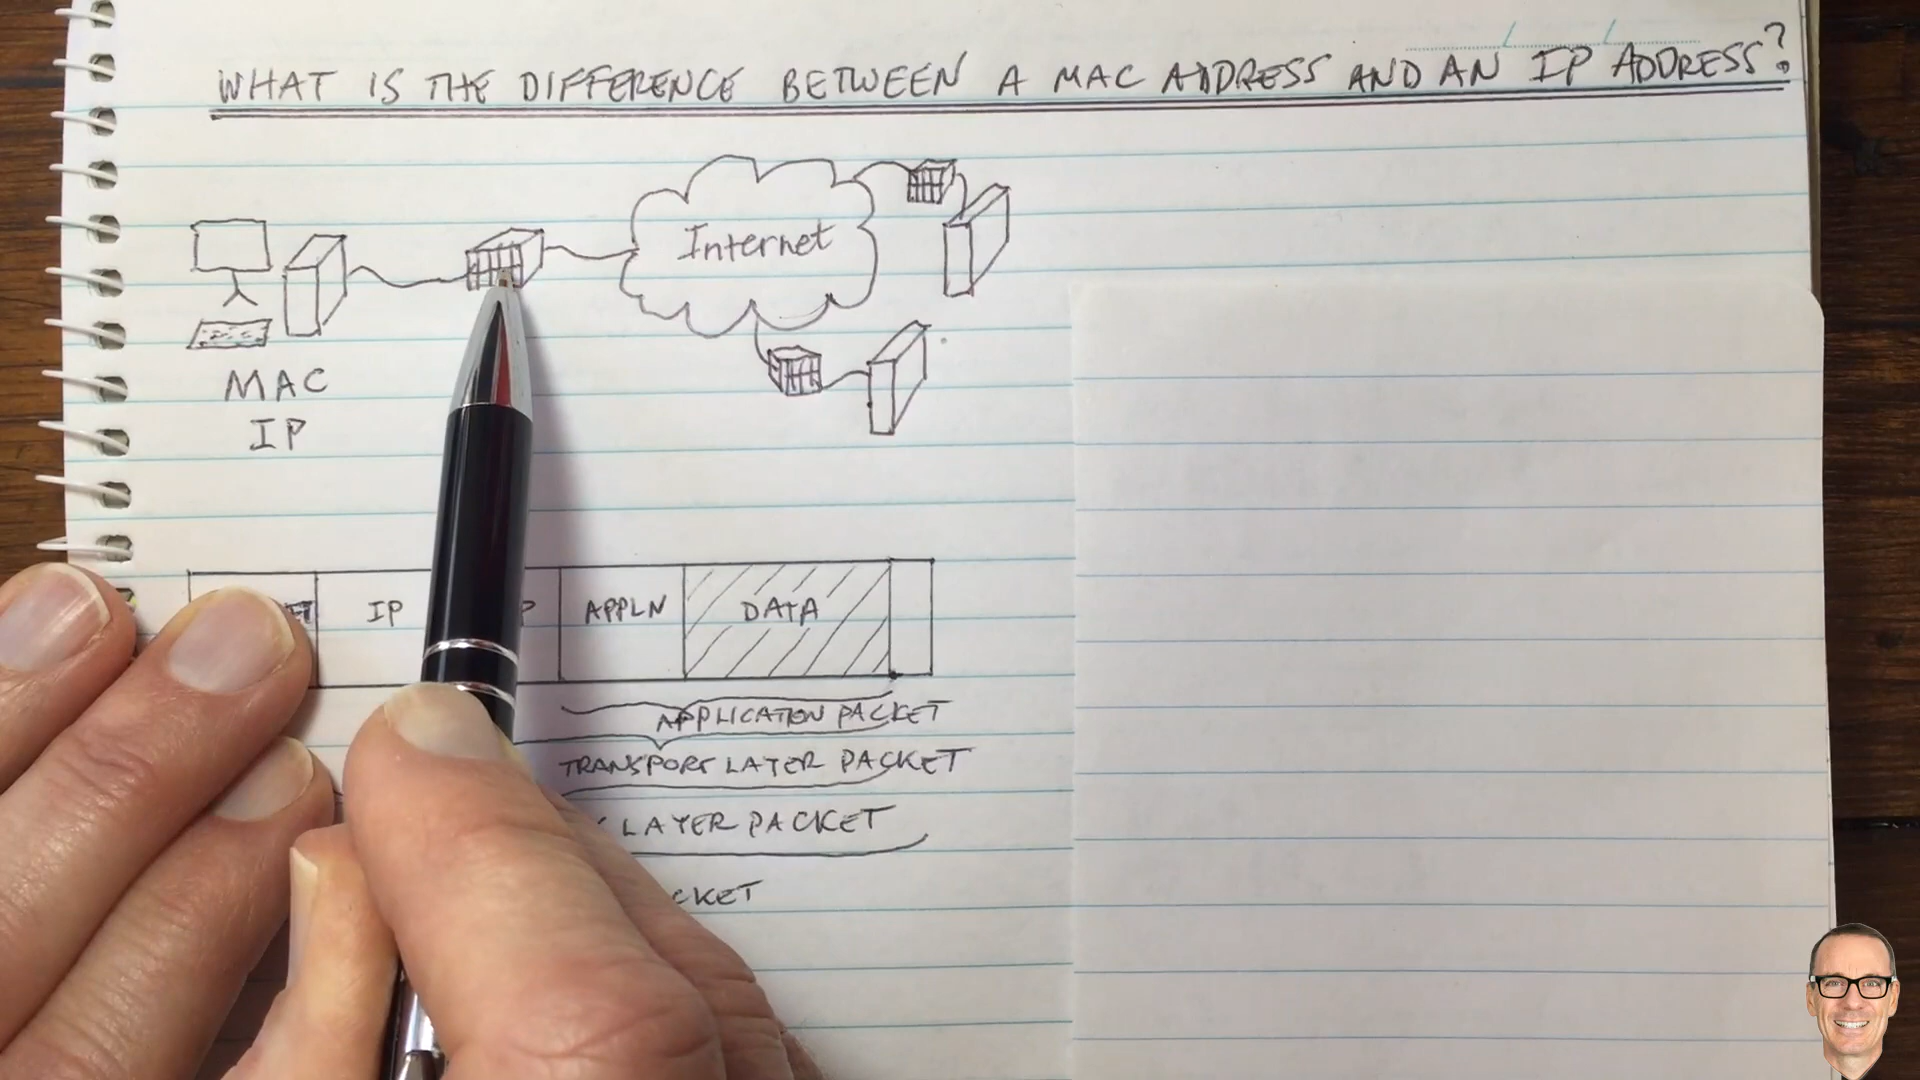 WHAT IS THE DIFFERENCE BETWEEN A MAC ADDRESS AND AN IP ADDRESS?
Internet
MAC
IP
IP APPLN DATA
APPLICATION PACKET
TRANSPORT LAYER PACKET
LAYER PACKET